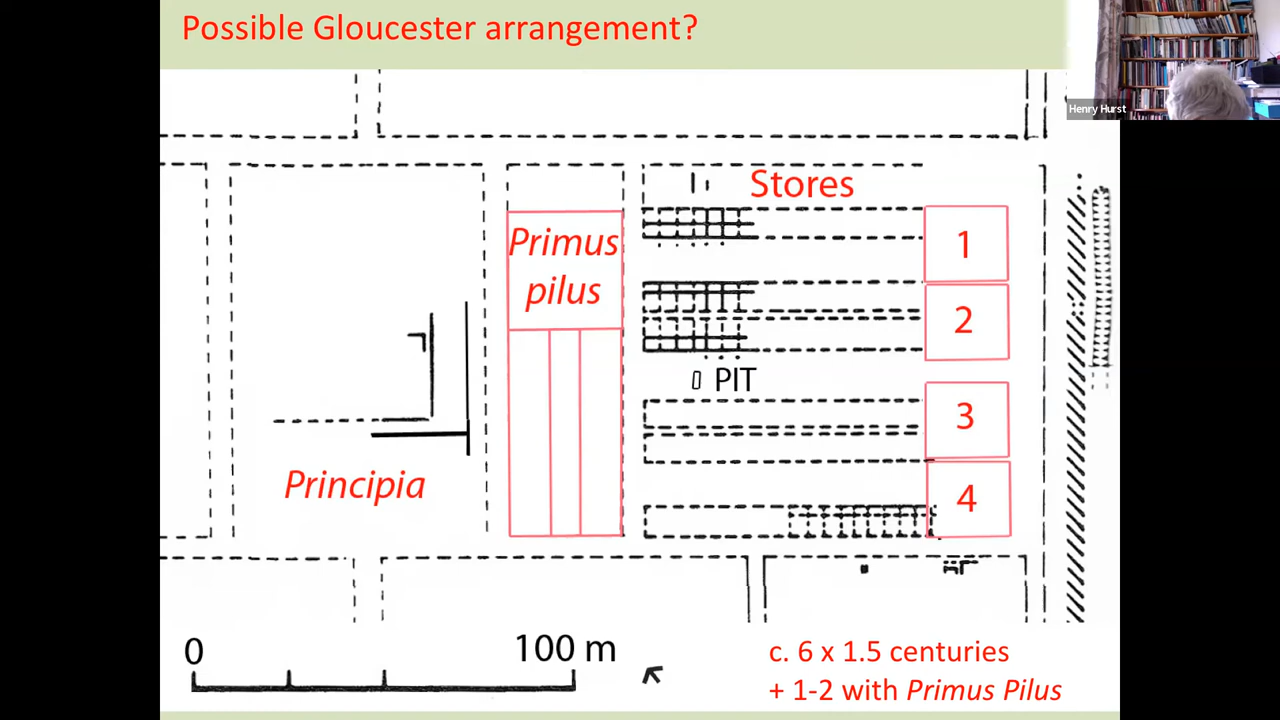 Possible Gloucester arrangement?
Henry Hurst
Stores
Primus
pilus
1
2
PIT
3
Principia
4
0
100 m
c. 6 x 1.5 centuries
+ 1-2 with Primus Pilus